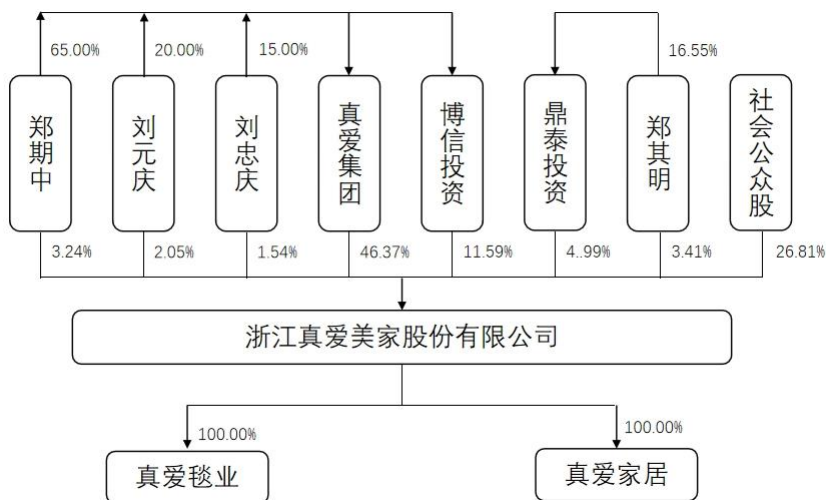 65.00%
20.00%
15.00%
16.55%
郑期中
刘元庆
刘忠庆
真爱集团
博信投资
鼎泰投资
郑其明
社会公众股
3.24%
2.05%
1.54%
46.37%
11.59%
4..99%
3.41%
26.81%
浙江真爱美家股份有限公司
100.00%
100.00%
真爱毯业
真爱家居